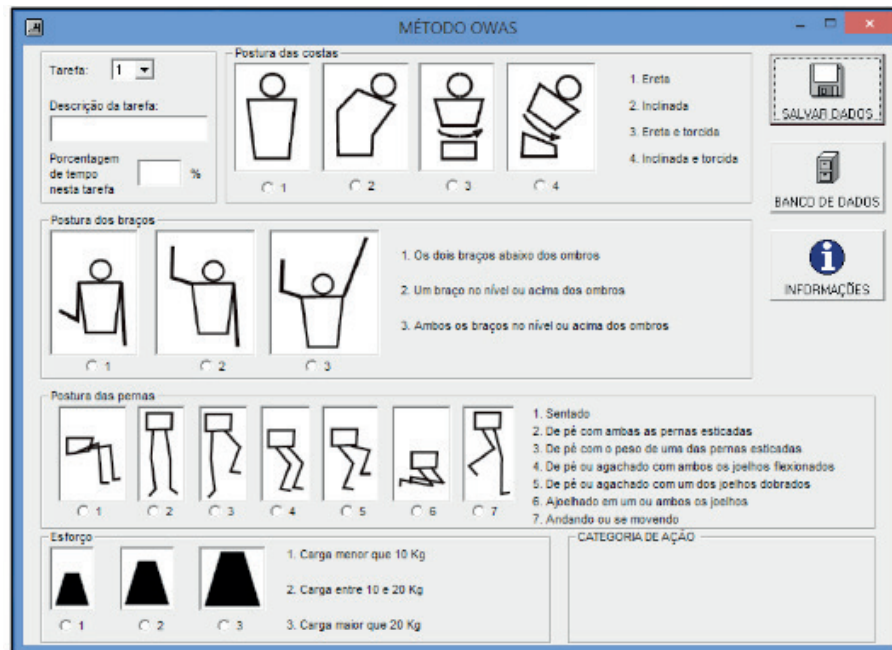 MÉTODO OWAS
Tarefa: 1
Descrição da tarefa:
Porcentagem
de tempo
nesta tarefa
%
Postura das costas
1 2 3 4
1. Ereta
2. Inclinada
3. Ereta e torcida
4. Inclinada e torcida
SALVAR DADOS
BANCO DE DADOS
INFORMAÇÕES
Postura dos braços
1 2 3
1. Os dois braços abaixo dos ombros
2. Um braço no nível ou acima dos ombros
3. Ambos os braços no nível ou acima dos ombros
Postura das pernas
1 2 3 4 5 6 7
1. Sentado
2. De pé com ambas as pernas esticadas
3. De pé com o peso de uma das pernas esticadas
4. De pé ou agachado com ambos os joelhos flexionados
5. De pé ou agachado com um dos joelhos dobrados
6. Ajoelhado em um ou ambos os joelhos
7. Andando ou se movendo
Esforço
1 2 3
1. Carga menor que 10 Kg
2. Carga entre 10 e 20 Kg
3. Carga maior que 20 Kg
CATEGORIA DE AÇÃO